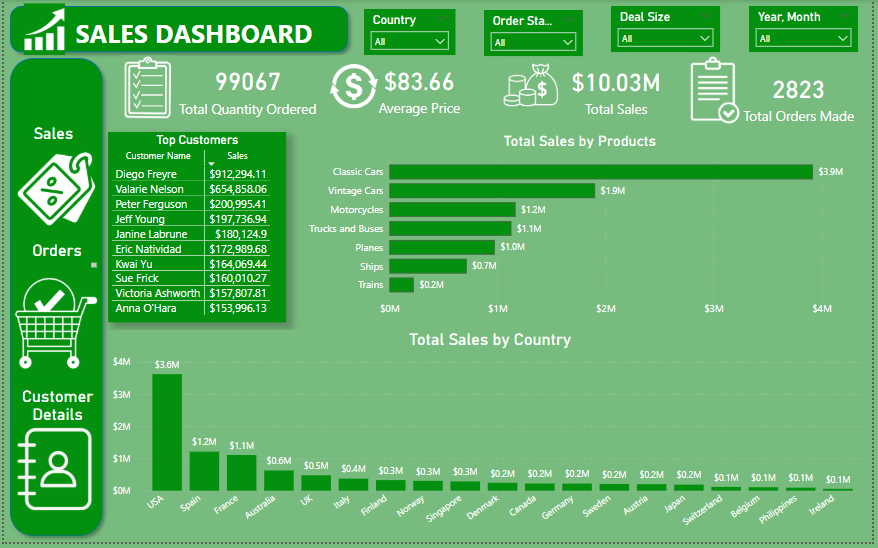 SALES DASHBOARD
Country
All
Order Sta...
All
Deal Size
All
Year, Month
All
99067
Total Quantity Ordered
$83.66
Average Price
$10.03M
Total Sales
2823
Total Orders Made
Sales
Orders
Customer
Details
Top Customers
Customer Name Sales
Diego Freyre $912,294.11
Valarie Nelson $654,858.06
Peter Ferguson $200,995.41
Jeff Young $197,736.94
Janine Labrune $180,124.9
Eric Natividad $172,989.68
Kwai Yu $164,069.44
Sue Frick $160,010.27
Victoria Ashworth $157,807.81
Anna O'Hara $153,996.13
Total Sales by Products
Classic Cars $3.9M
Vintage Cars $1.9M
Motorcycles $1.2M
Trucks and Buses $1.1M
Planes $1.0M
Ships $0.7M
Trains $0.2M
$0M $1M $2M $3M $4M
Total Sales by Country
$4M
$3M
$2M
$1M
$0M
$3.6M $1.2M $1.1M $0.6M $0.5M $0.4M $0.3M $0.3M $0.3M $0.2M $0.2M $0.2M $0.2M $0.2M $0.2M $0.1M $0.1M $0.1M $0.1M
USA Spain France Australia UK Italy Finland Norway Singapore Denmark Canada Germany Sweden Austria Japan Switzerland Belgium Philippines Ireland